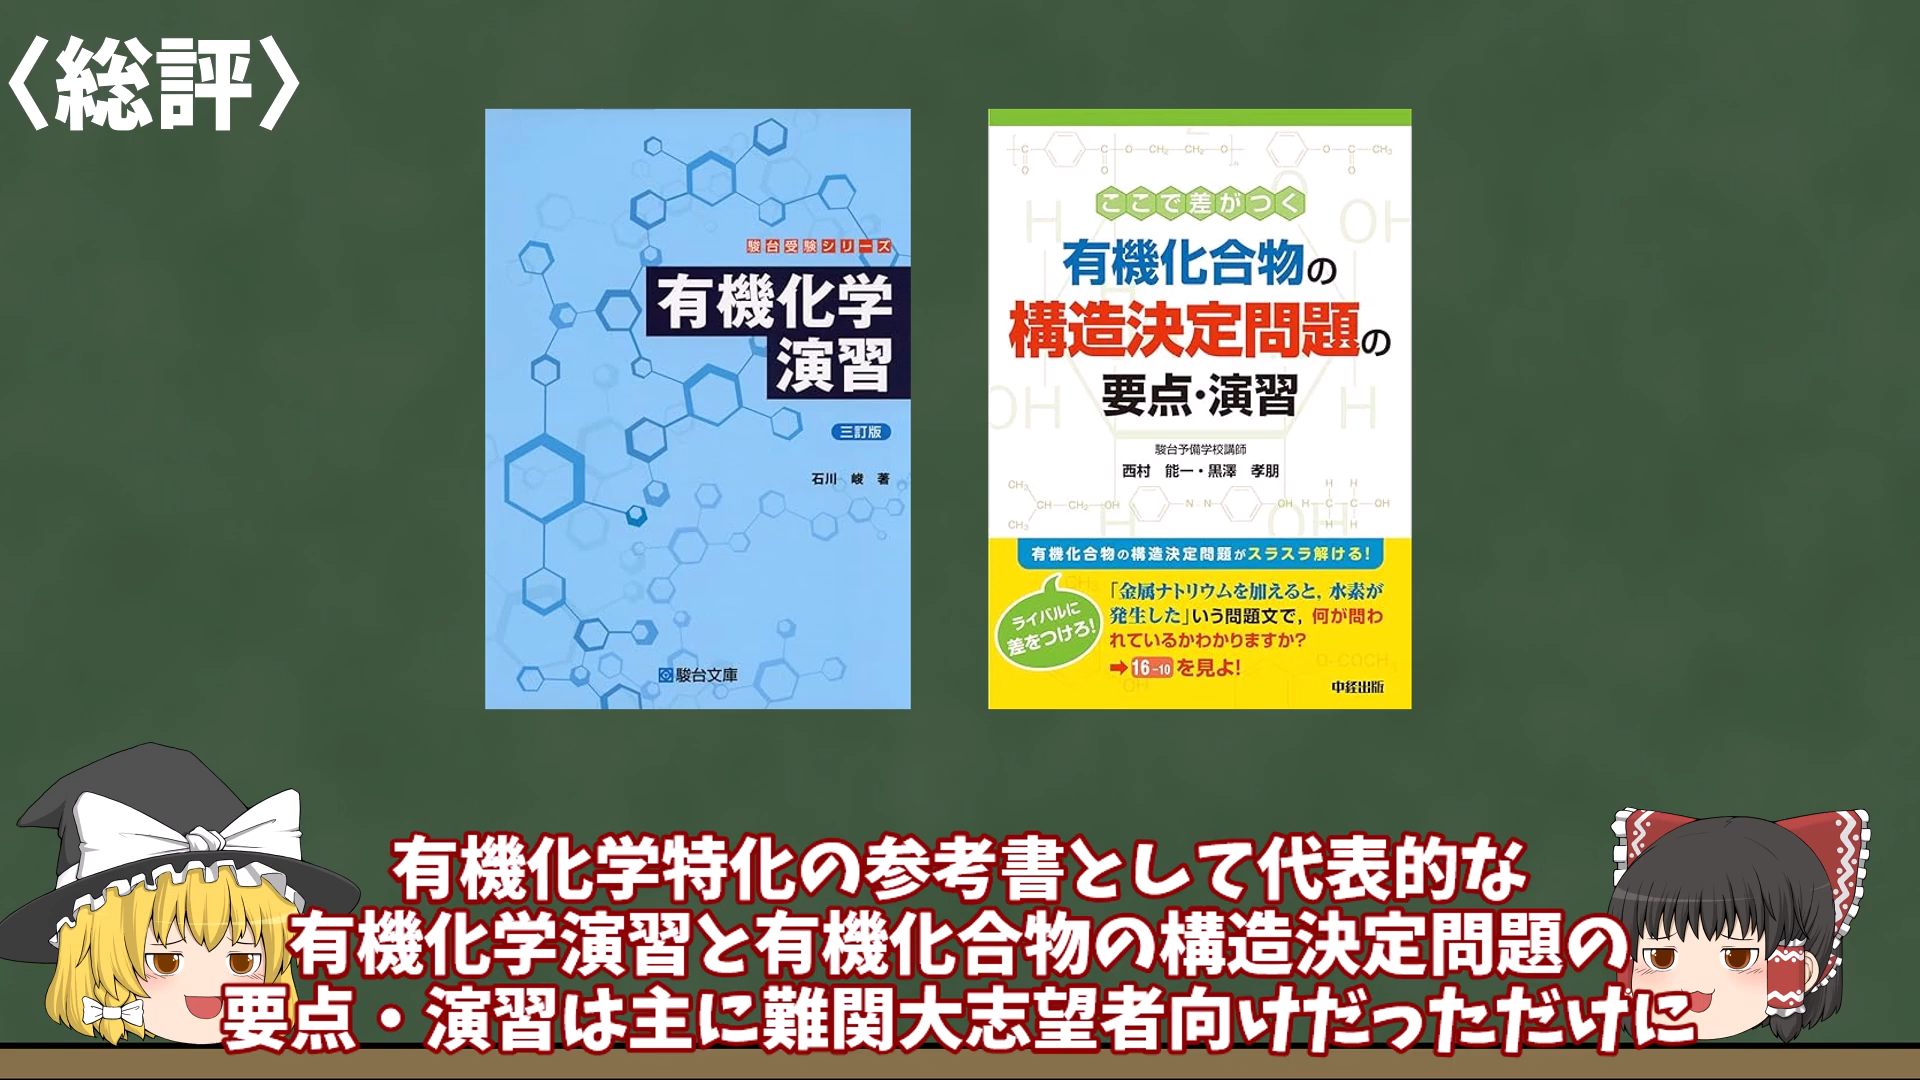 〈総評〉
駿台受験シリーズ
有機化学
演習
三訂版
石川 峻 著
駿台文庫
ここで差がつく
有機化合物の
構造決定問題の
要点・演習
駿台予備学校講師
西村 能一・黒澤 孝朋
有機化合物の構造決定問題がスラスラ解ける!
ライバルに
差をつけろ!
「金属ナトリウムを加えると, 水素が
発生した」いう問題文で, 何が問わ
れているかわかりますか?
➡16-10を見よ!
中経出版
有機化学特化の参考書として代表的な
有機化学演習と有機化合物の構造決定問題の
要点・演習は主に難関大志望者向けだっただけに